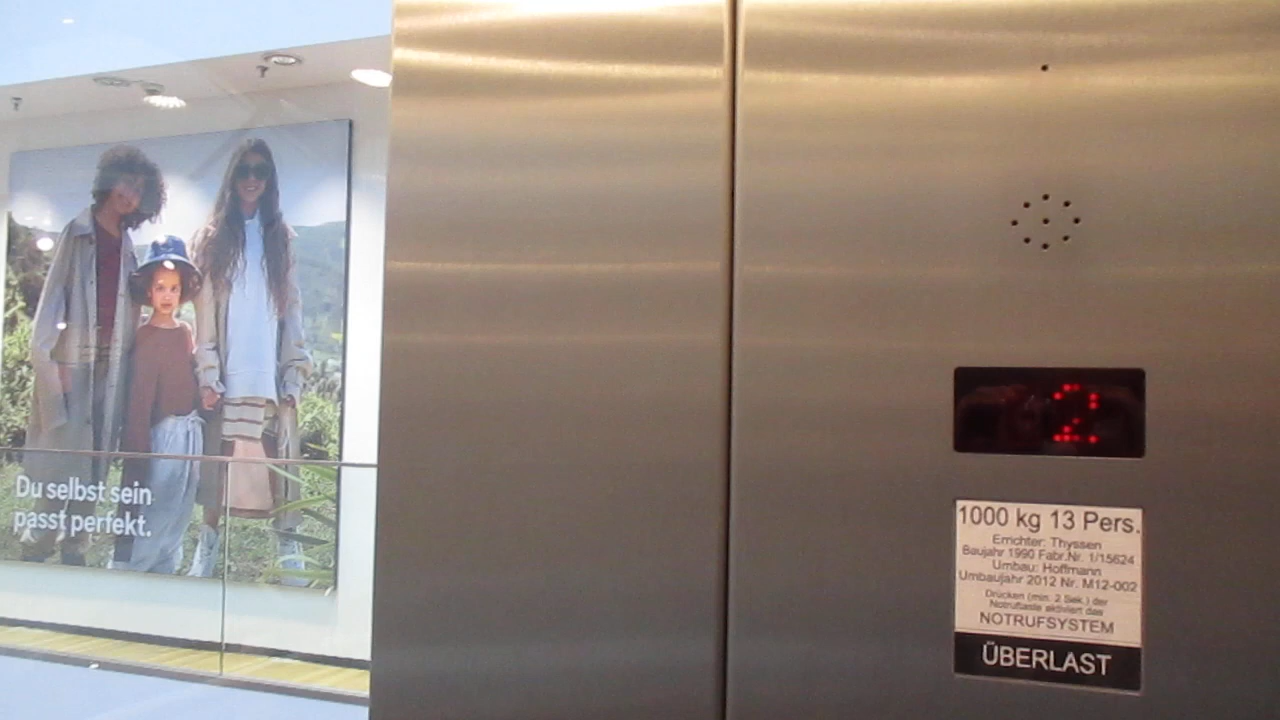 Du selbst sein
passt perfekt.
2
1000 kg 13 Pers.
Errichter: Thyssen
Baujahr 1990 Fabr.Nr. 1/15624
Umbau: Hoffmann
Umbaujahr 2012 Nr. M12-002
Drücken (min. 2 Sek.) der
Notruftaste aktiviert das
NOTRUFSYSTEM
ÜBERLAST